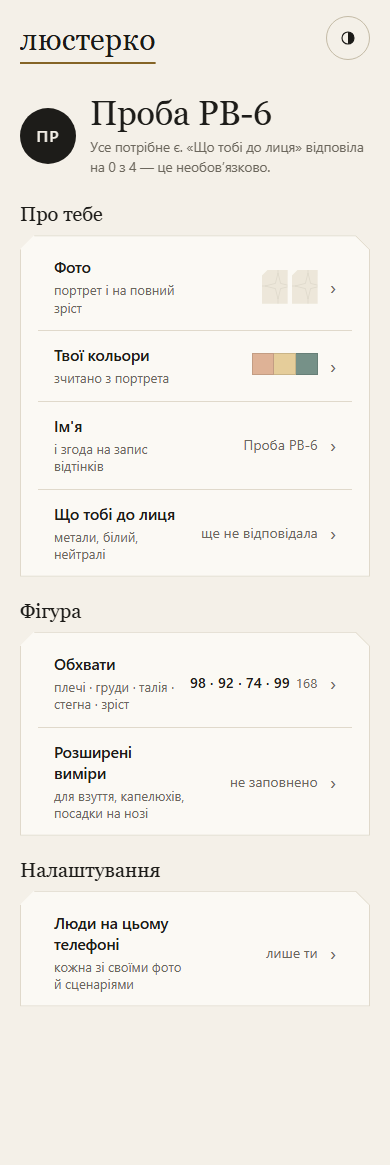 люстерко
ПР
Проба РВ-6
Усе потрібне є. «Що тобі до лиця» відповіла
на 0 з 4 — це необов'язково.
Про тебе
Фото
портрет і на повний
зріст
Твої кольори
зчитано з портрета
Ім'я
і згода на запис
відтінків
Проба РВ-6
Що тобі до лиця
метали, білий,
нейтралі
ще не відповідала
Фігура
Обхвати
плечі · груди · талія ·
стегна · зріст
98 · 92 · 74 · 99 168
Розширені
виміри
для взуття, капелюхів,
посадки на нозі
не заповнено
Налаштування
Люди на цьому
телефоні
кожна зі своїми фото
й сценаріями
лише ти